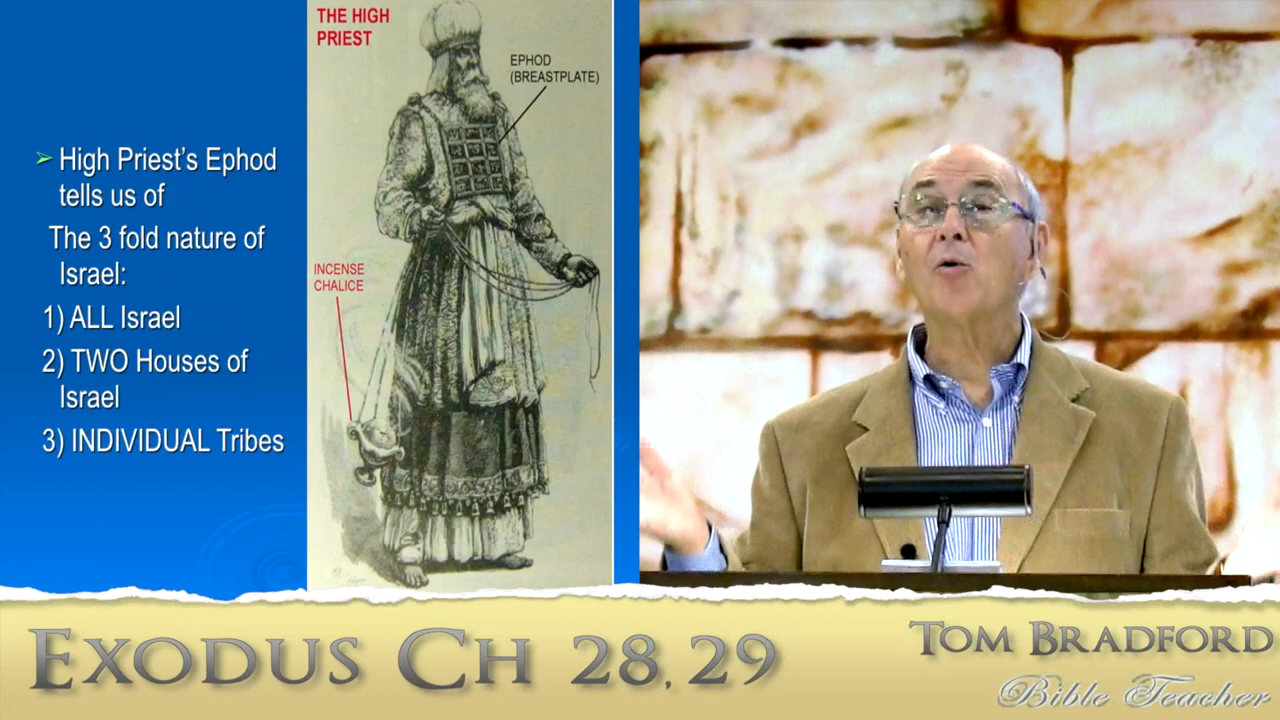 ➢ High Priest's Ephod
tells us of
The 3 fold nature of
Israel:
1) ALL Israel
2) TWO Houses of
Israel
3) INDIVIDUAL Tribes
THE HIGH
PRIEST
EPHOD
(BREASTPLATE)
INCENSE
CHALICE
EXODUS CH 28, 29
TOM BRADFORD
Bible Teacher